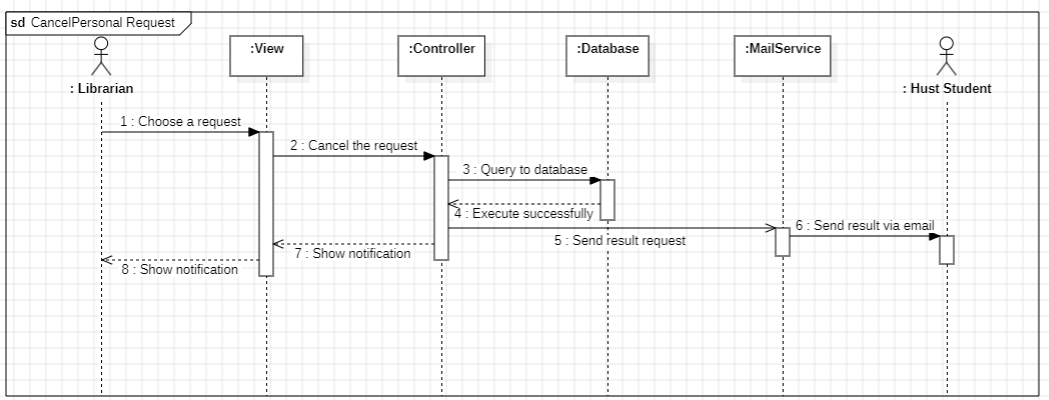 sd CancelPersonal Request
:View
:Controller
:Database
:MailService
: Librarian
: Hust Student
1 : Choose a request
2 : Cancel the request
3 : Query to database
4 : Execute successfully
5 : Send result request
6 : Send result via email
7 : Show notification
8 : Show notification